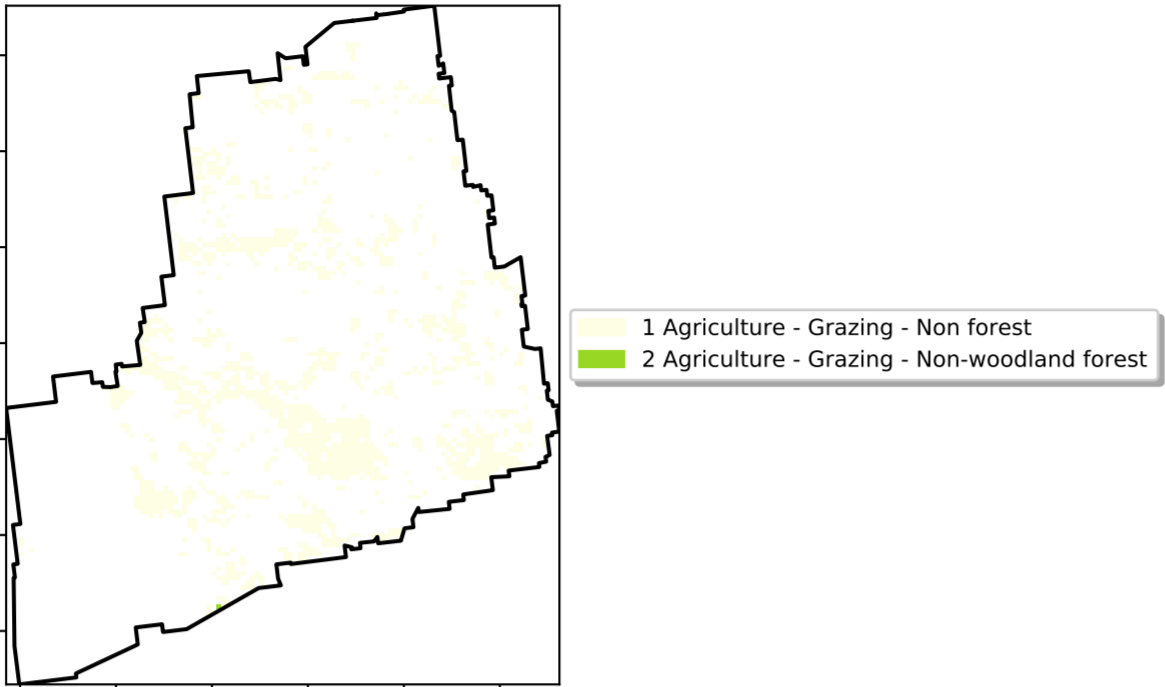 1 Agriculture - Grazing - Non forest
2 Agriculture - Grazing - Non-woodland forest